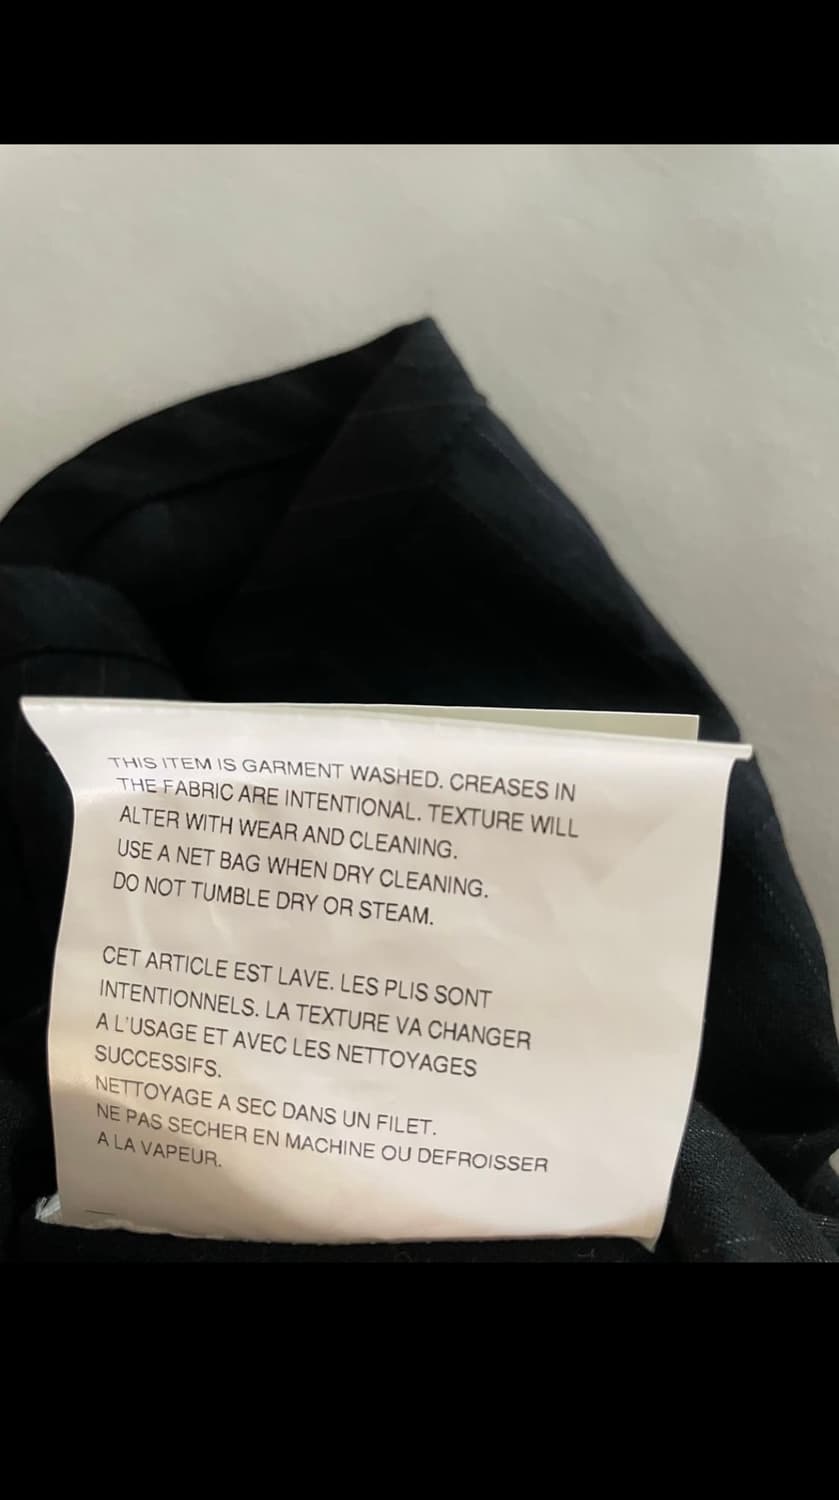 THIS ITEM IS GARMENT WASHED. CREASES IN
THE FABRIC ARE INTENTIONAL. TEXTURE WILL
ALTER WITH WEAR AND CLEANING.
USE A NET BAG WHEN DRY CLEANING.
DO NOT TUMBLE DRY OR STEAM.
CET ARTICLE EST LAVE. LES PLIS SONT
INTENTIONNELS. LA TEXTURE VA CHANGER
A L'USAGE ET AVEC LES NETTOYAGES
SUCCESSIFS.
NETTOYAGE A SEC DANS UN FILET.
NE PAS SECHER EN MACHINE OU DEFROISSER
A LA VAPEUR.